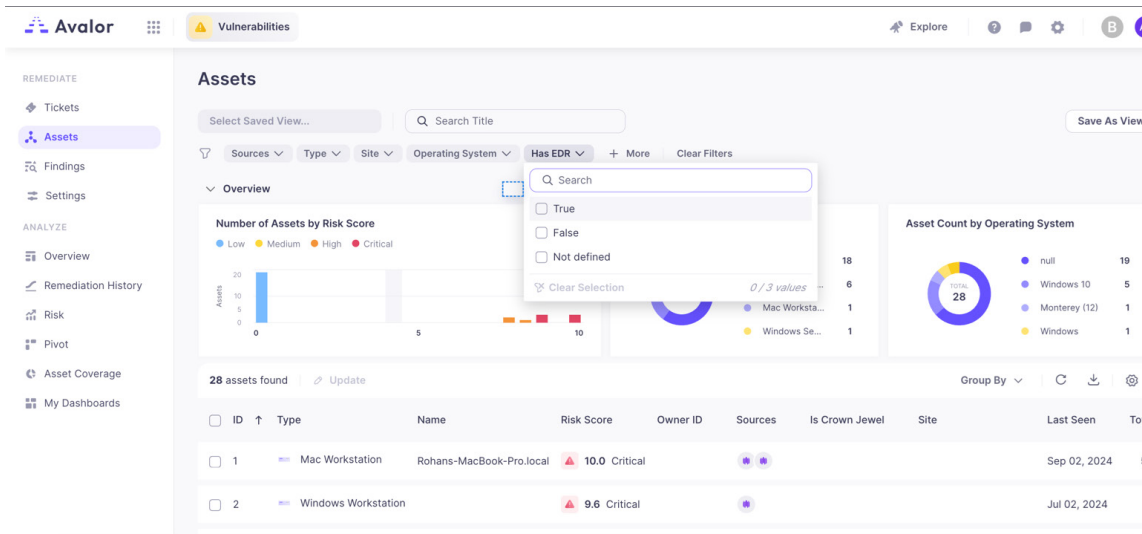 Avalor
Vulnerabilities
Explore
B
REMEDIATE
Tickets
Assets
Findings
Settings
ANALYZE
Overview
Remediation History
Risk
Pivot
Asset Coverage
My Dashboards
Assets
Select Saved View...
Search Title
Save As View
Sources
Type
Site
Operating System
Has EDR
+ More
Clear Filters
Search
True
False
Not defined
Clear Selection
0 / 3 values
Overview
Number of Assets by Risk Score
Low Medium High Critical
Assets
20
10
5
0
0 5 10
18
... 6
Mac Worksta... 1
Windows Se... 1
Asset Count by Operating System
TOTAL
28
null 19
Windows 10 5
Monterey (12) 1
Windows 1
28 assets found
Update
Group By
ID Type Name Risk Score Owner ID Sources Is Crown Jewel Site Last Seen To
1 Mac Workstation Rohans-MacBook-Pro.local 10.0 Critical Sep 02, 2024
2 Windows Workstation 9.6 Critical Jul 02, 2024